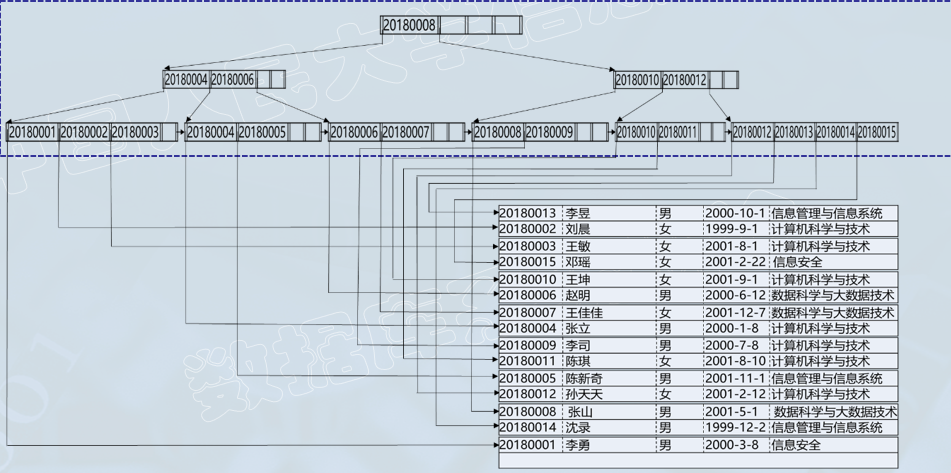 20180008
20180004 20180006
20180010 20180012
20180001 20180002 20180003 20180004 20180005 20180006 20180007 20180008 20180009 20180010 20180011 20180012 20180013 20180014 20180015
20180013 李昱 男 2000-10-1 信息管理与信息系统
20180002 刘晨 女 1999-9-1 计算机科学与技术
20180003 王敏 女 2001-8-1 计算机科学与技术
20180015 邓瑶 女 2001-2-22 信息安全
20180010 王坤 女 2001-9-1 计算机科学与技术
20180006 赵明 男 2000-6-12 数据科学与大数据技术
20180007 王佳佳 女 2001-12-7 数据科学与大数据技术
20180004 张立 男 2000-1-8 计算机科学与技术
20180009 李司 男 2000-7-8 计算机科学与技术
20180011 陈琪 女 2001-8-10 计算机科学与技术
20180005 陈新奇 男 2001-11-1 信息管理与信息系统
20180012 孙天天 女 2001-2-12 计算机科学与技术
20180008 张山 男 2001-5-1 数据科学与大数据技术
20180014 沈录 男 1999-12-2 信息管理与信息系统
20180001 李勇 男 2000-3-8 信息安全